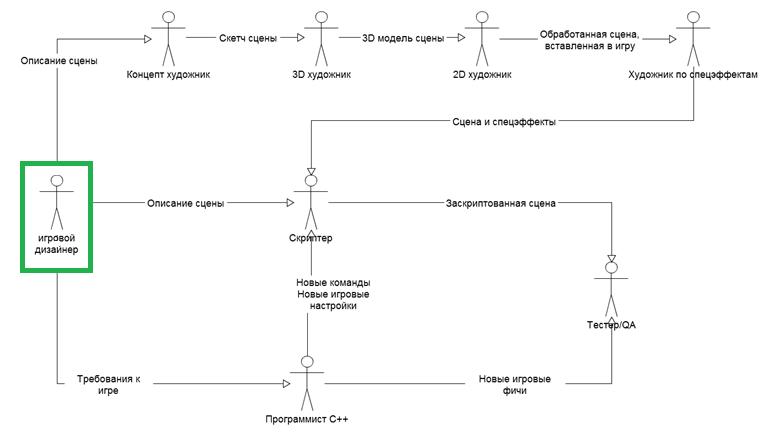 Описание сцены
Концепт художник
Скетч сцены
3D художник
3D модель сцены
2D художник
Обработанная сцена,
вставленная в игру
Художник по спецэффектам
Сцена и спецэффекты
игровой
дизайнер
Описание сцены
Скриптер
Заскриптованная сцена
Новые команды
Новые игровые
настройки
Тестер/QA
Требования к
игре
Программист C++
Новые игровые
фичи